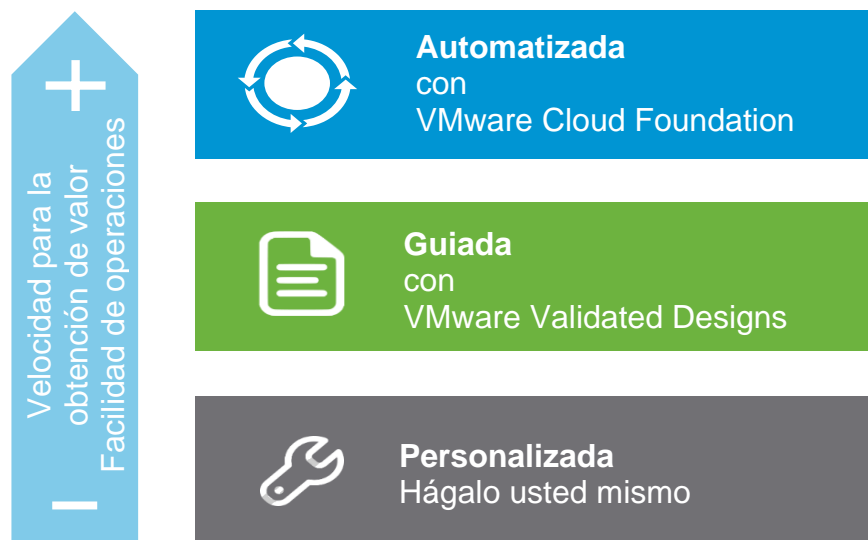 +
Velocidad para la
obtención de valor
Facilidad de operaciones
–
Automatizada
con
VMware Cloud Foundation
Guiada
con
VMware Validated Designs
Personalizada
Hágalo usted mismo